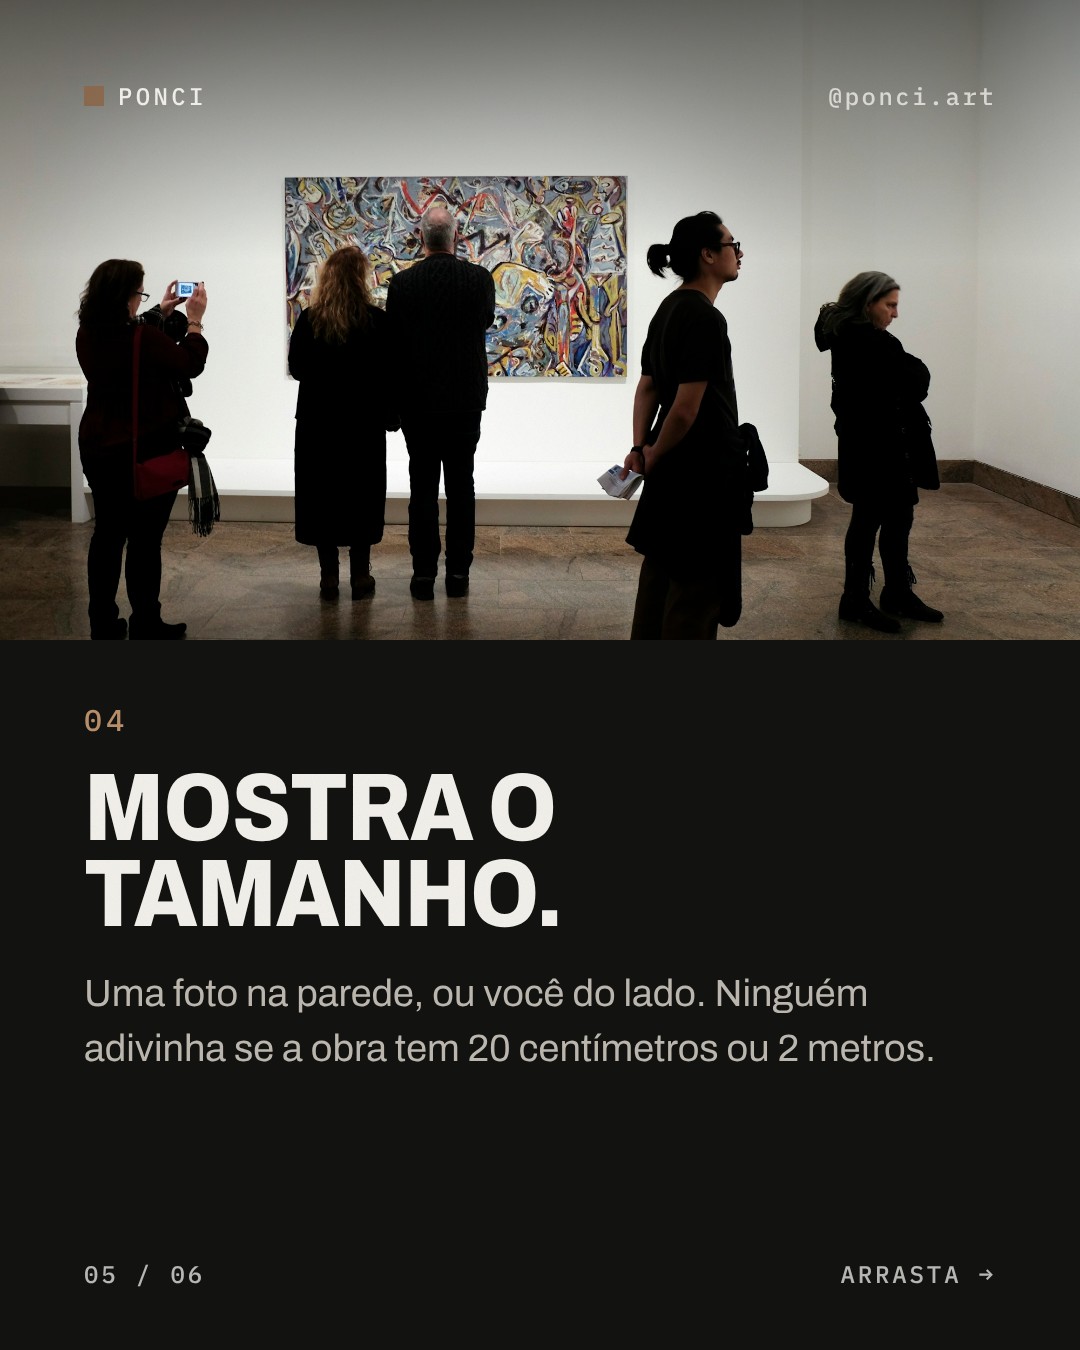 PONCI
@ponci.art
04
MOSTRA O
TAMANHO.
Uma foto na parede, ou você do lado. Ninguém
adivinha se a obra tem 20 centímetros ou 2 metros.
05 / 06
ARRASTA →